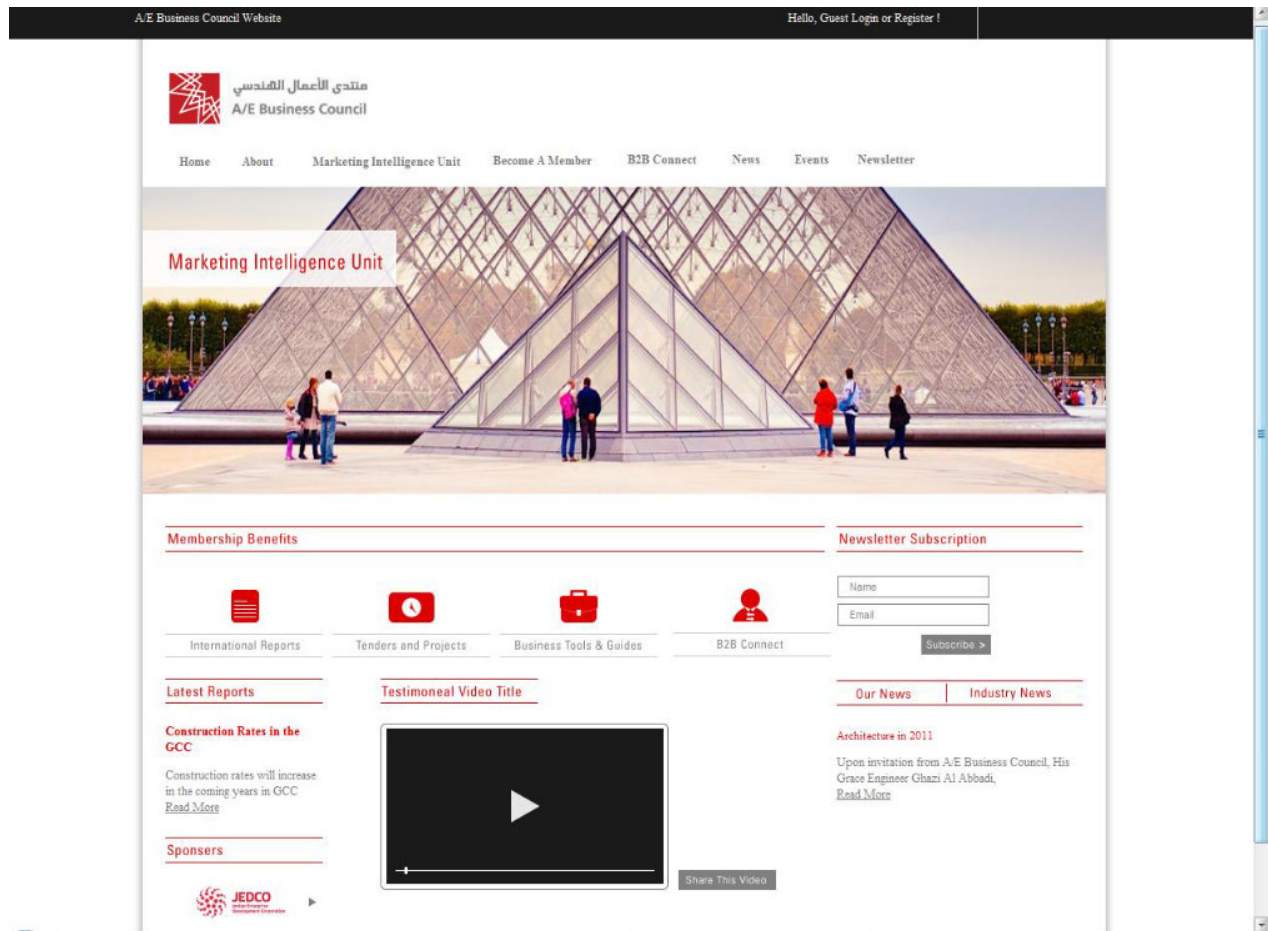 A/E Business Council Website
Hello, Guest Login or Register !
منتدى الأعمال الهندسي
A/E Business Council
Home About Marketing Intelligence Unit Become A Member B2B Connect News Events Newsletter
Marketing Intelligence Unit
Membership Benefits
International Reports
Tenders and Projects
Business Tools & Guides
B2B Connect
Newsletter Subscription
Name
Email
Subscribe >
Latest Reports
Construction Rates in the
GCC
Construction rates will increase
in the coming years in GCC
Read More
Sponsers
JEDCO
Jordan Enterprise
Development Corporation
Testimoneal Video Title
Share This Video
Our News
Industry News
Architecture in 2011
Upon invitation from A/E Business Council, His
Grace Engineer Ghazi Al Abbadi,
Read More